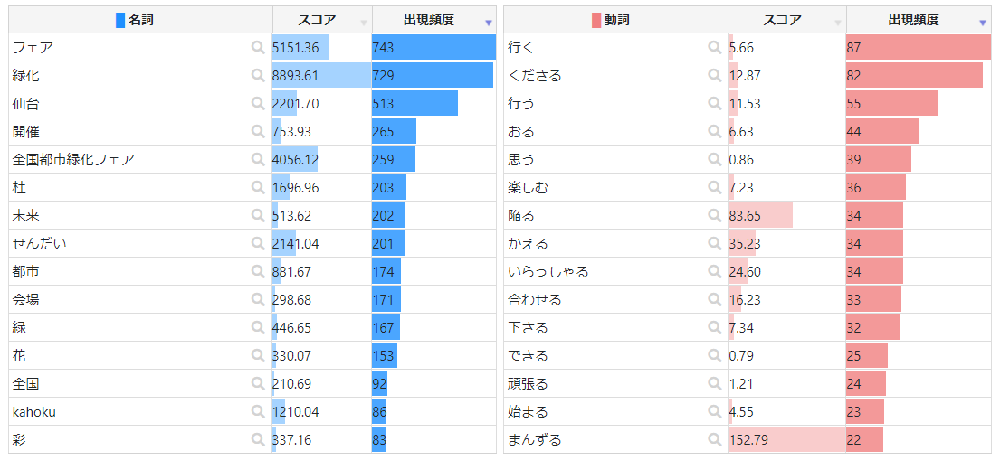 名詞 スコア 出現頻度
フェア 5151.36 743
緑化 8893.61 729
仙台 2201.70 513
開催 753.93 265
全国都市緑化フェア 4056.12 259
杜 1696.96 203
未来 513.62 202
せんだい 2141.04 201
都市 881.67 174
会場 298.68 171
緑 446.65 167
花 330.07 153
全国 210.69 92
kahoku 1210.04 86
彩 337.16 83
動詞 スコア 出現頻度
行く 5.66 87
くださる 12.87 82
行う 11.53 55
おる 6.63 44
思う 0.86 39
楽しむ 7.23 36
陥る 83.65 34
かえる 35.23 34
いらっしゃる 24.60 34
合わせる 16.23 33
下さる 7.34 32
できる 0.79 25
頑張る 1.21 24
始まる 4.55 23
まんずる 152.79 22